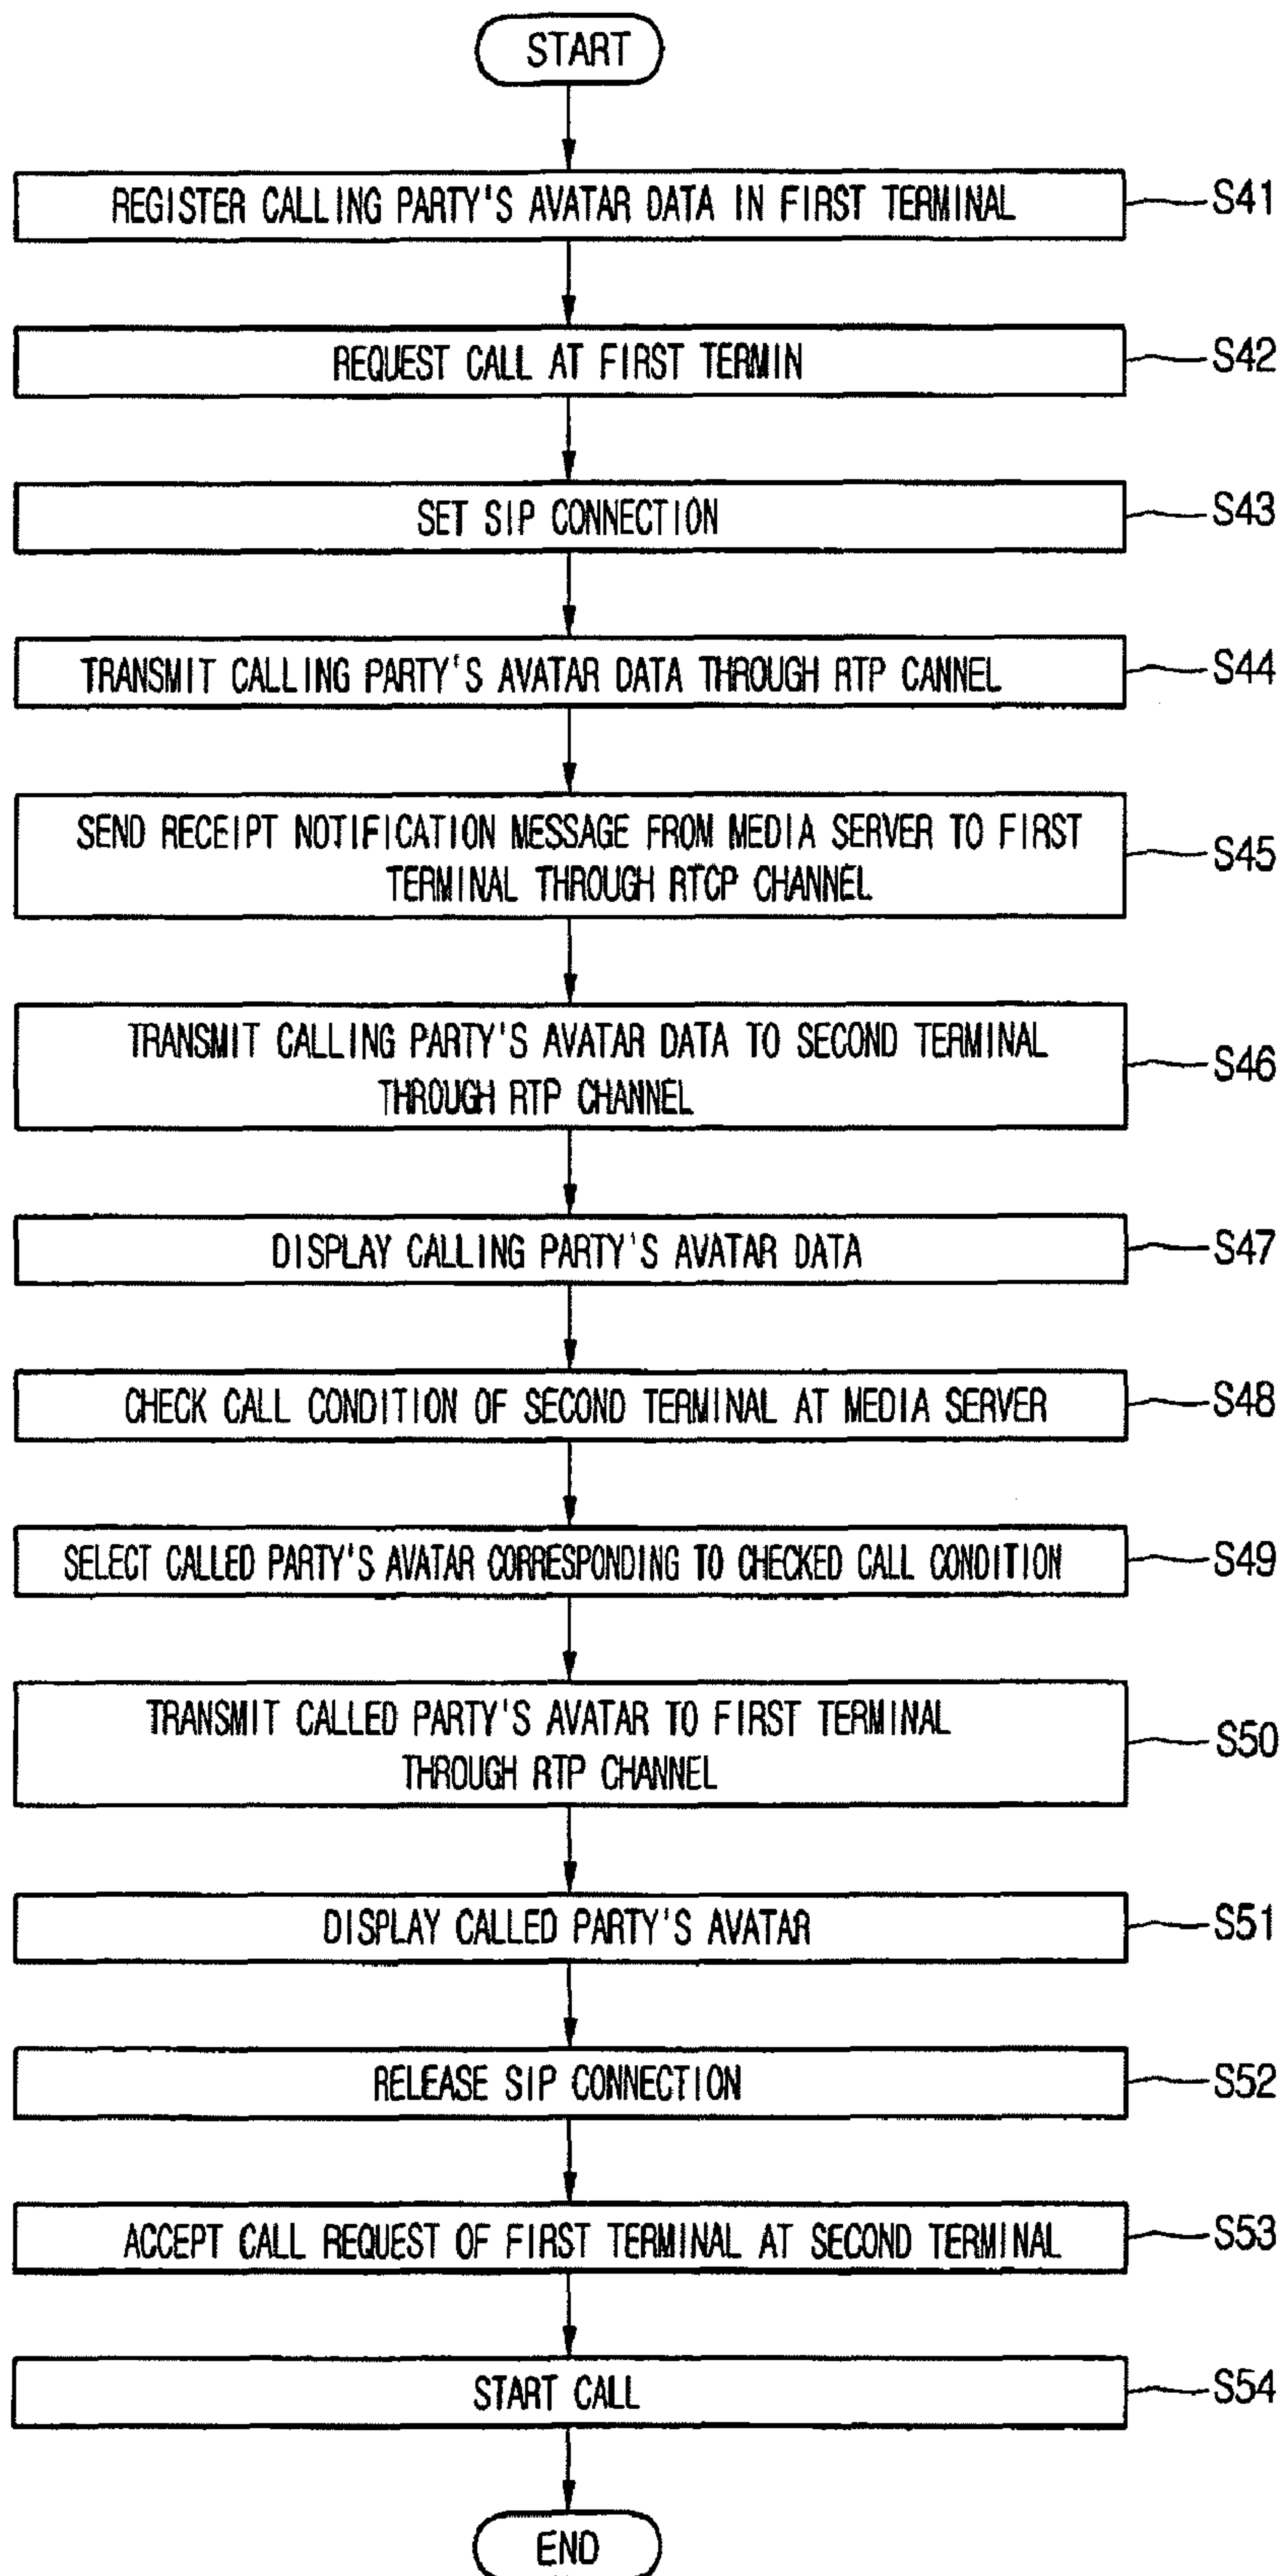 START
REGISTER CALLING PARTY'S AVATAR DATA IN FIRST TERMINAL
S41
REQUEST CALL AT FIRST TERMIN
S42
SET SIP CONNECTION
S43
TRANSMIT CALLING PARTY'S AVATAR DATA THROUGH RTP CANNEL
S44
SEND RECEIPT NOTIFICATION MESSAGE FROM MEDIA SERVER TO FIRST
TERMINAL THROUGH RTCP CHANNEL
S45
TRANSMIT CALLING PARTY'S AVATAR DATA TO SECOND TERMINAL
THROUGH RTP CHANNEL
S46
DISPLAY CALLING PARTY'S AVATAR DATA
S47
CHECK CALL CONDITION OF SECOND TERMINAL AT MEDIA SERVER
S48
SELECT CALLED PARTY'S AVATAR CORRESPONDING TO CHECKED CALL CONDITION
S49
TRANSMIT CALLED PARTY'S AVATAR TO FIRST TERMINAL
THROUGH RTP CHANNEL
S50
DISPLAY CALLED PARTY'S AVATAR
S51
RELEASE SIP CONNECTION
S52
ACCEPT CALL REQUEST OF FIRST TERMINAL AT SECOND TERMINAL
S53
START CALL
S54
END